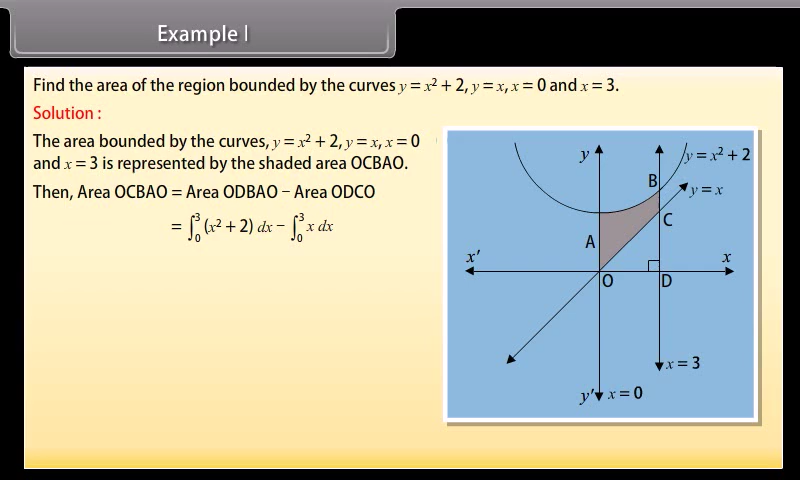 Example I
Find the area of the region bounded by the curves y = x² + 2, y = x, x = 0 and x = 3.
Solution :
The area bounded by the curves, y = x² + 2, y = x, x = 0
and x = 3 is represented by the shaded area OCBAO.
Then, Area OCBAO = Area ODBAO − Area ODCO
= ∫₀³ (x² + 2) dx − ∫₀³ x dx
y
y = x² + 2
B
y = x
C
A
x′
x
O
D
x = 3
y′
x = 0